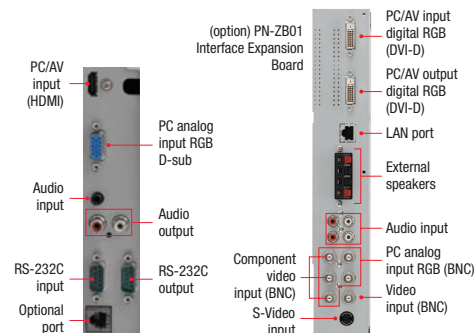 PC/AV
input
(HDMI)
PC analog
input RGB
D-sub
Audio
input
Audio
output
RS-232C
input
RS-232C
output
Optional
port
(option) PN-ZB01
Interface Expansion
Board
PC/AV input
digital RGB
(DVI-D)
PC/AV output
digital RGB
(DVI-D)
LAN port
External
speakers
Audio input
PC analog
input RGB (BNC)
Component
video
input (BNC)
Video
input (BNC)
S-Video
input